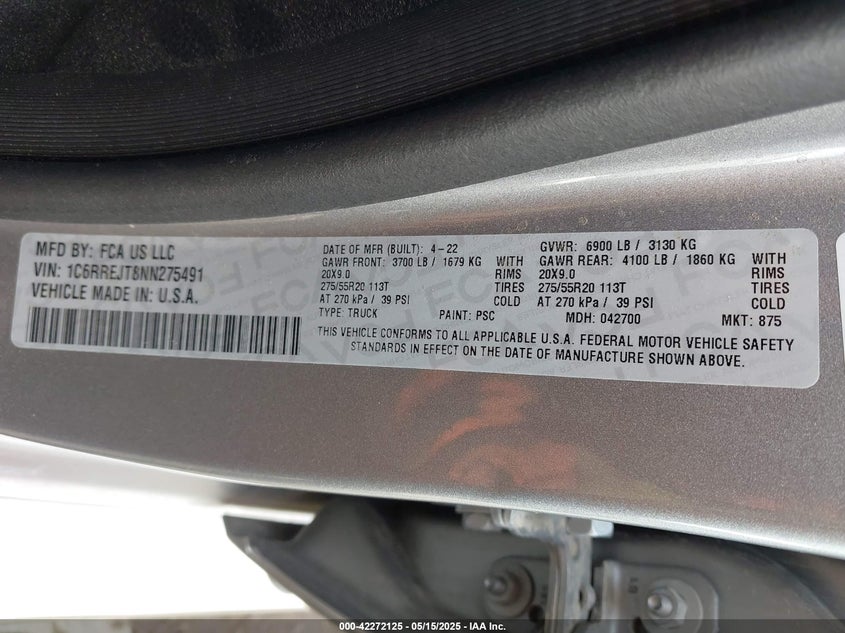 MFD BY: FCA US LLC
VIN: 1C6RREJT8NN275491
VEHICLE MADE IN: U.S.A.
DATE OF MFR (BUILT): 4-22 GVWR: 6900 LB / 3130 KG
GAWR FRONT: 3700 LB / 1679 KG WITH GAWR REAR: 4100 LB / 1860 KG WITH
20X9.0 RIMS 20X9.0 RIMS
275/55R20 113T TIRES 275/55R20 113T TIRES
AT 270 kPa / 39 PSI COLD AT 270 kPa / 39 PSI COLD
TYPE: TRUCK PAINT: PSC MDH: 042700 MKT: 875
THIS VEHICLE CONFORMS TO ALL APPLICABLE U.S.A. FEDERAL MOTOR VEHICLE SAFETY
STANDARDS IN EFFECT ON THE DATE OF MANUFACTURE SHOWN ABOVE.
000-42272125 - 05/15/2025 - IAA Inc.